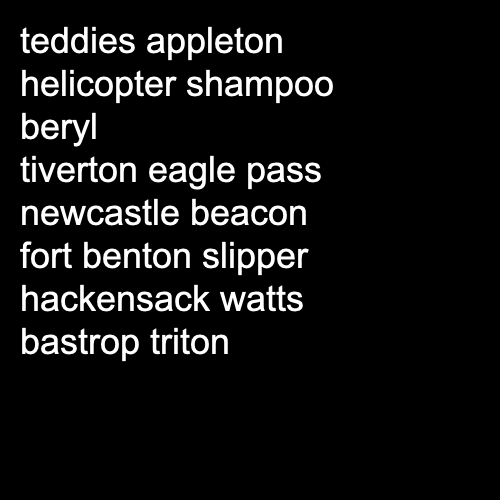 teddies appleton
helicopter shampoo
beryl
tiverton eagle pass
newcastle beacon
fort benton slipper
hackensack watts
bastrop triton